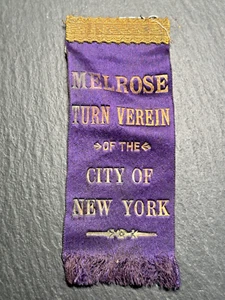 MELROSE
TURN VEREIN
OF THE
CITY OF
NEW YORK